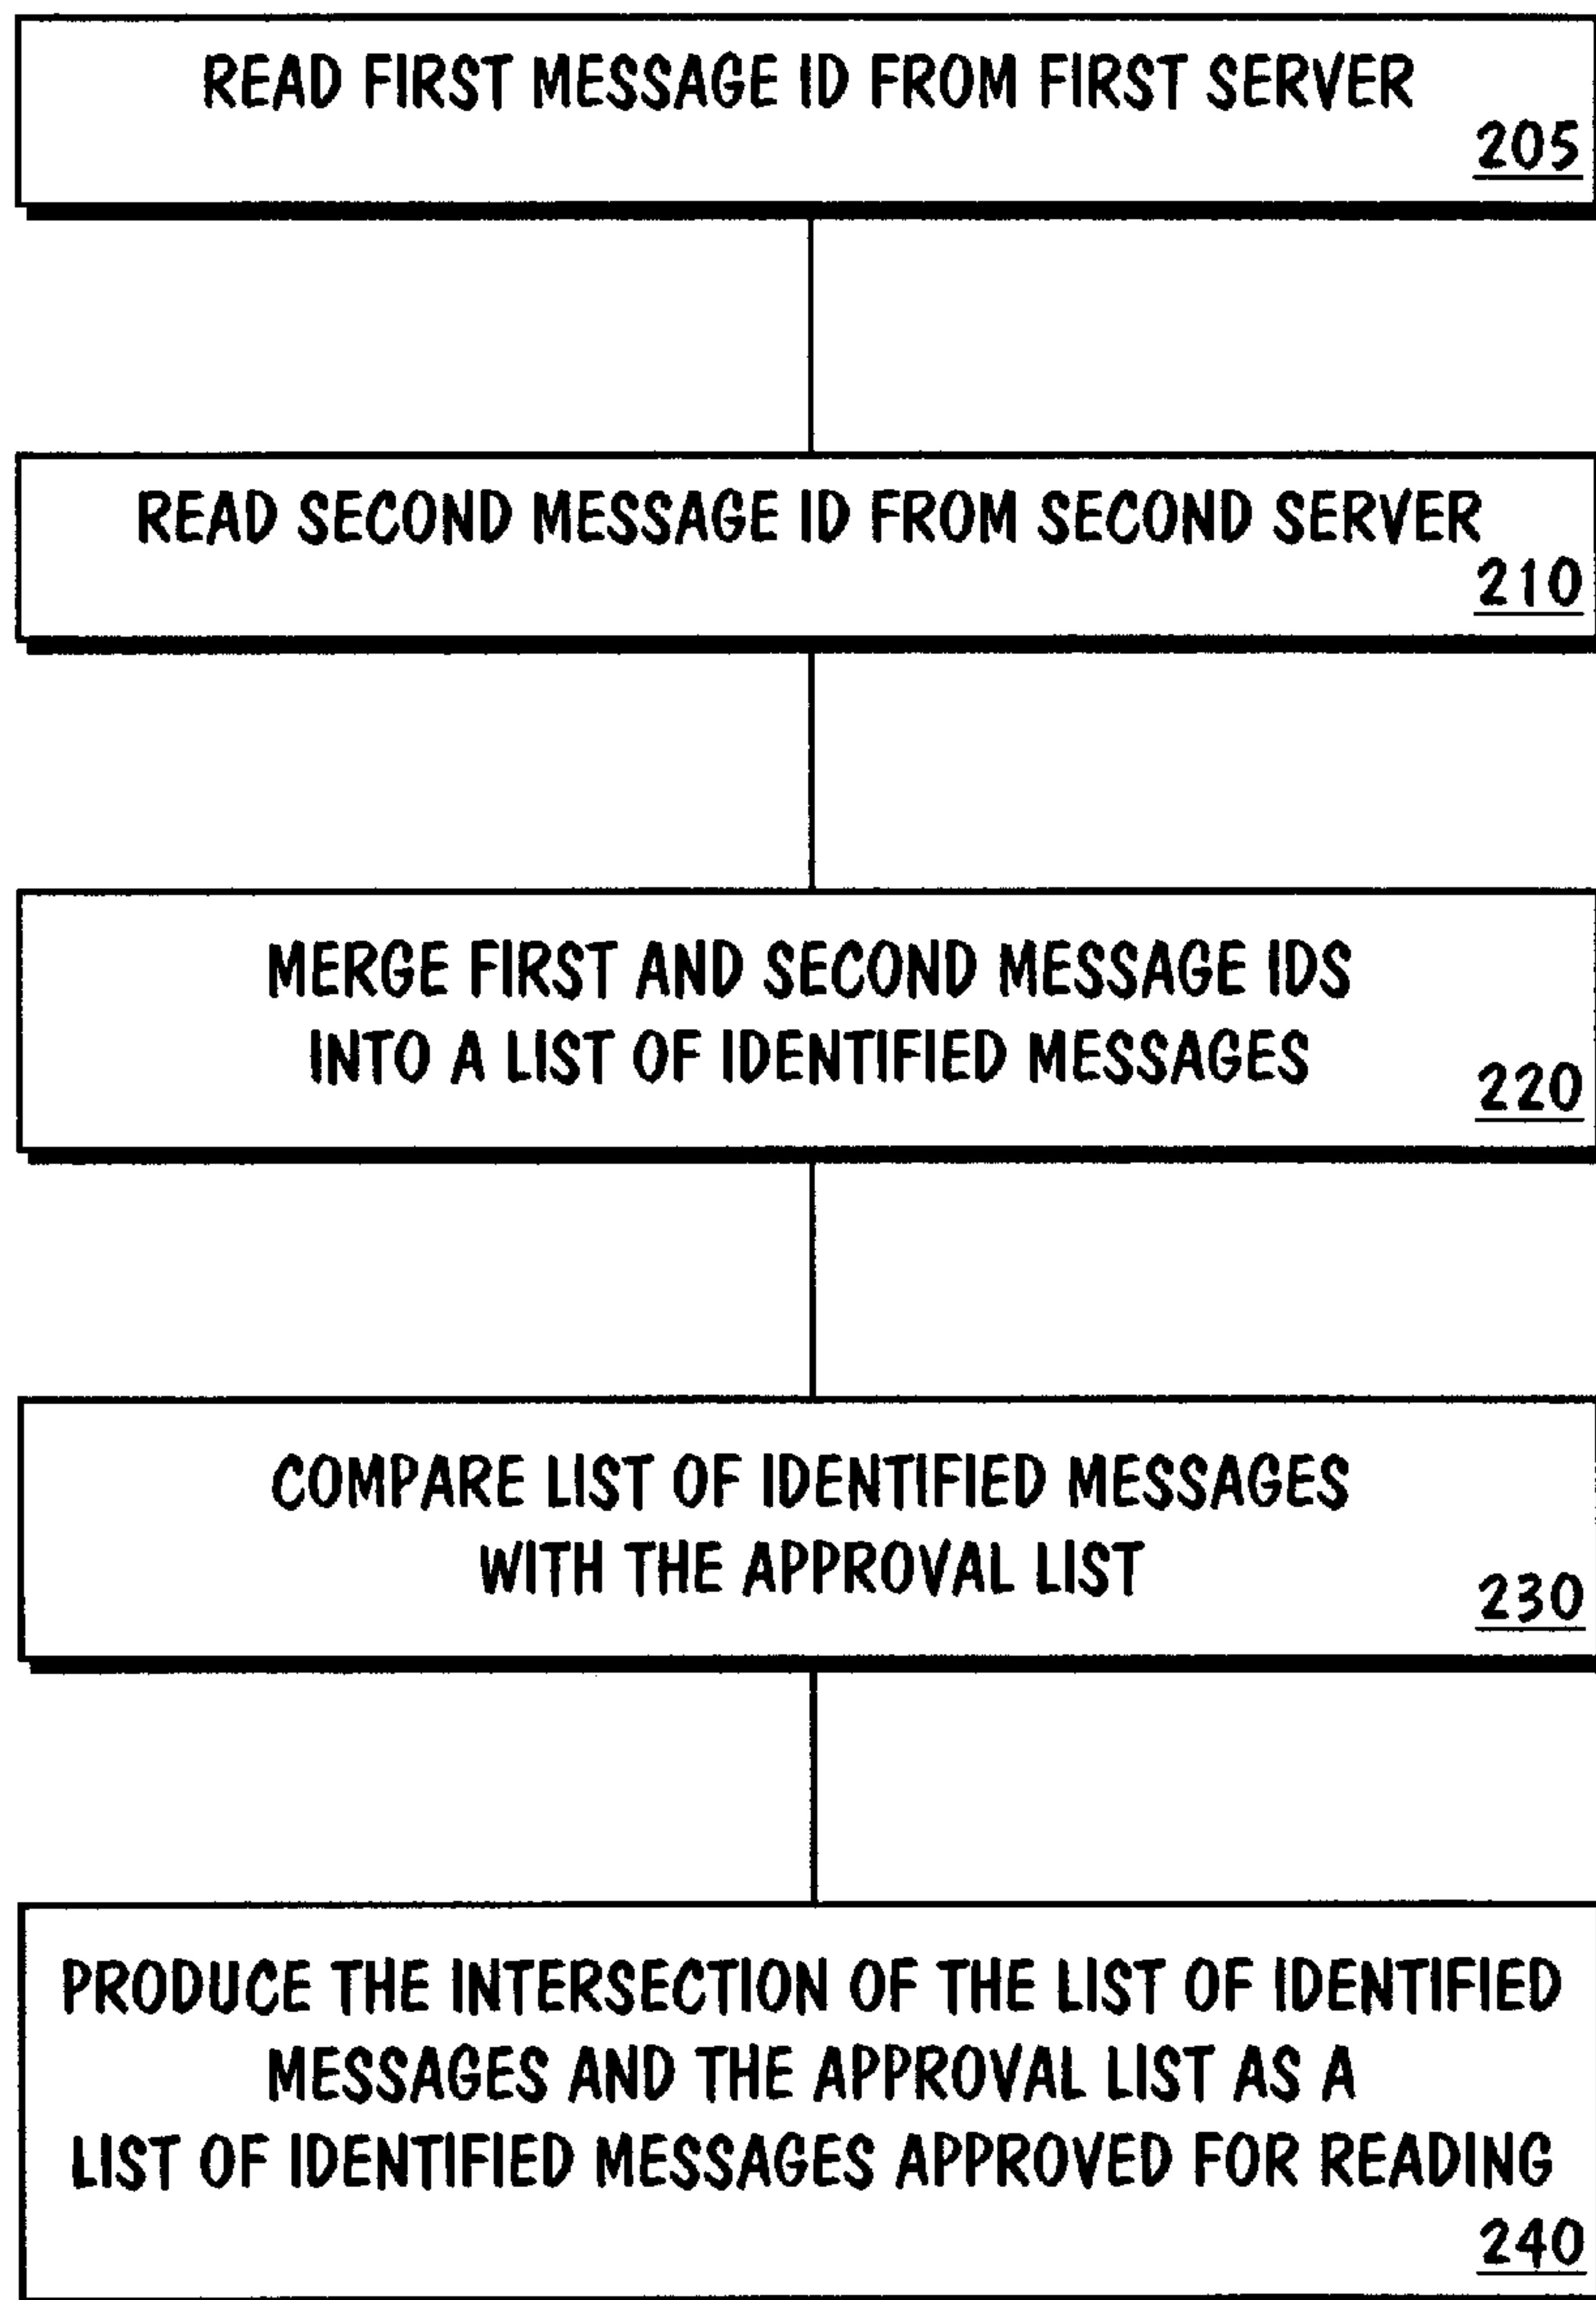 READ FIRST MESSAGE ID FROM FIRST SERVER
205
READ SECOND MESSAGE ID FROM SECOND SERVER
210
MERGE FIRST AND SECOND MESSAGE IDS
INTO A LIST OF IDENTIFIED MESSAGES
220
COMPARE LIST OF IDENTIFIED MESSAGES
WITH THE APPROVAL LIST
230
PRODUCE THE INTERSECTION OF THE LIST OF IDENTIFIED
MESSAGES AND THE APPROVAL LIST AS A
LIST OF IDENTIFIED MESSAGES APPROVED FOR READING
240